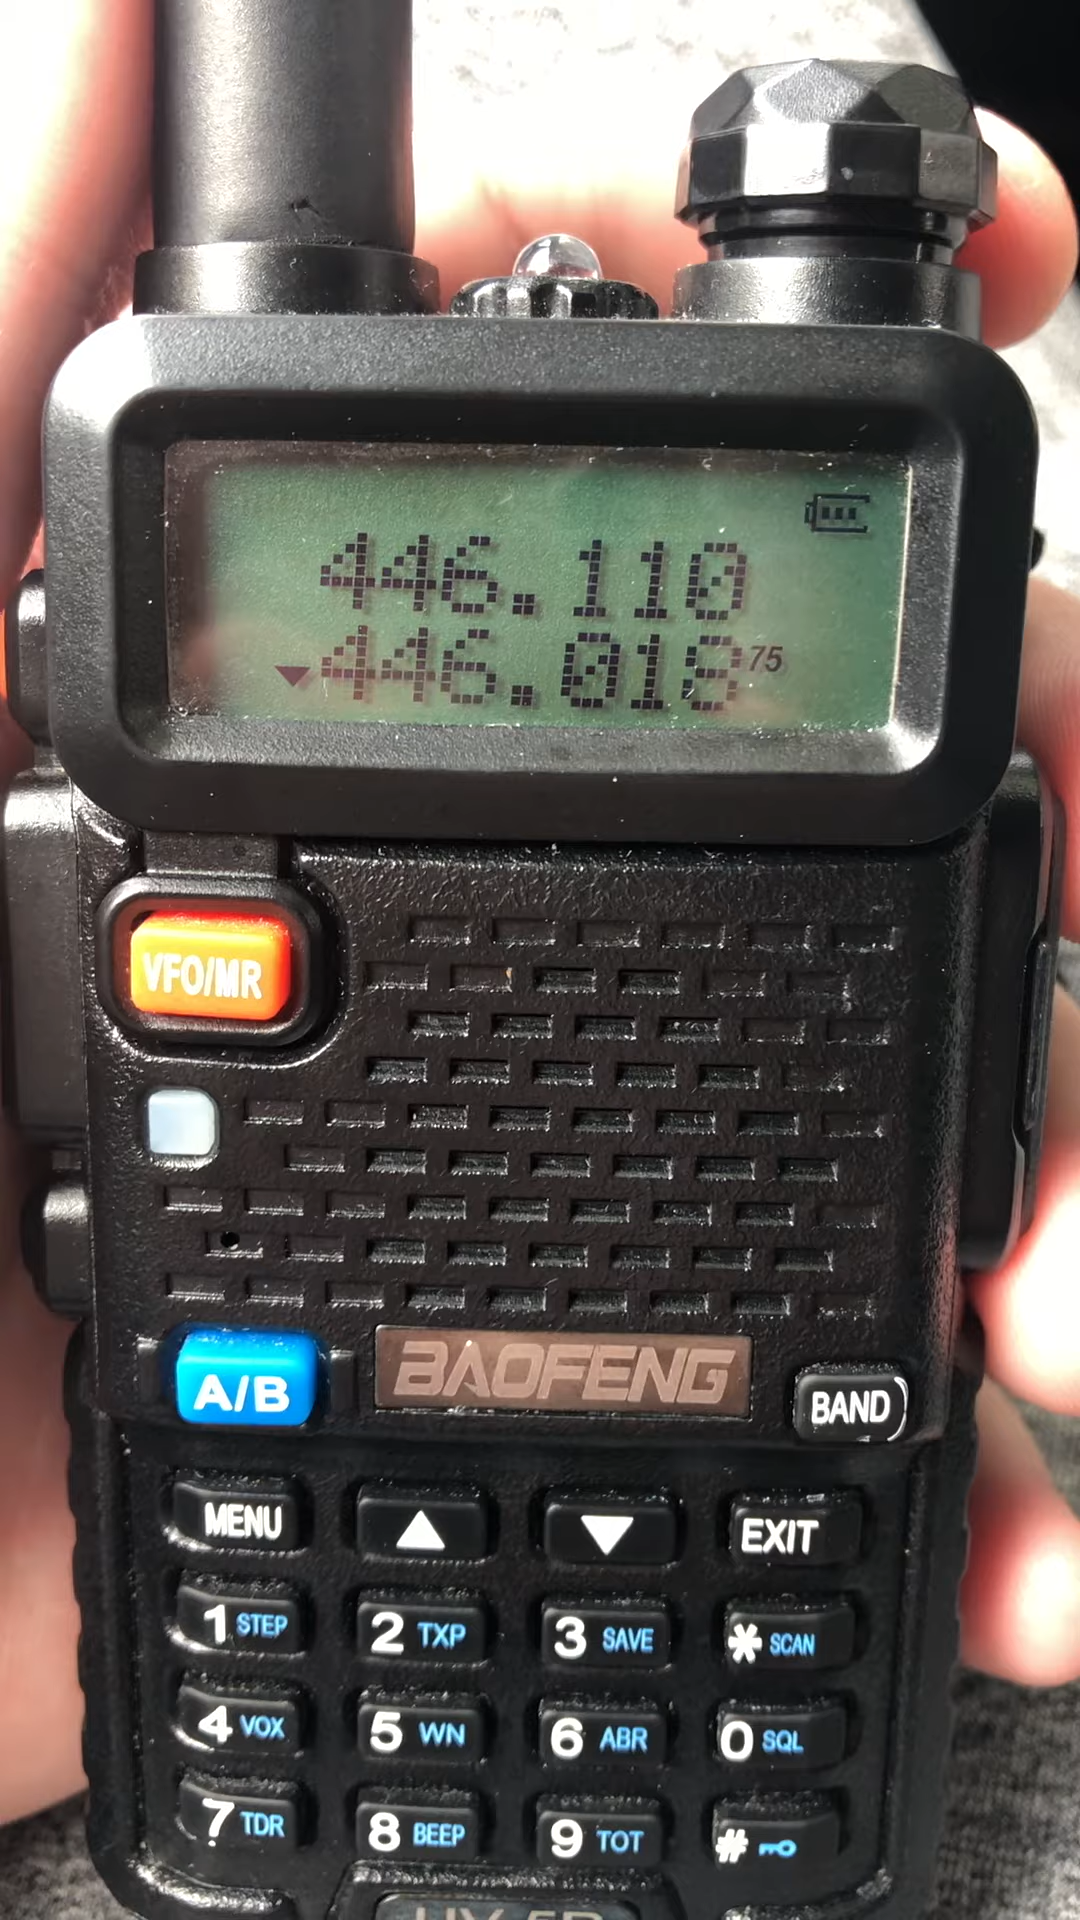 446.110
446.018 75
VFO/MR
A/B
BAOFENG
BAND
MENU ▲ ▼ EXIT
1 STEP 2 TXP 3 SAVE * SCAN
4 VOX 5 WN 6 ABR 0 SQL
7 TDR 8 BEEP 9 TOT #